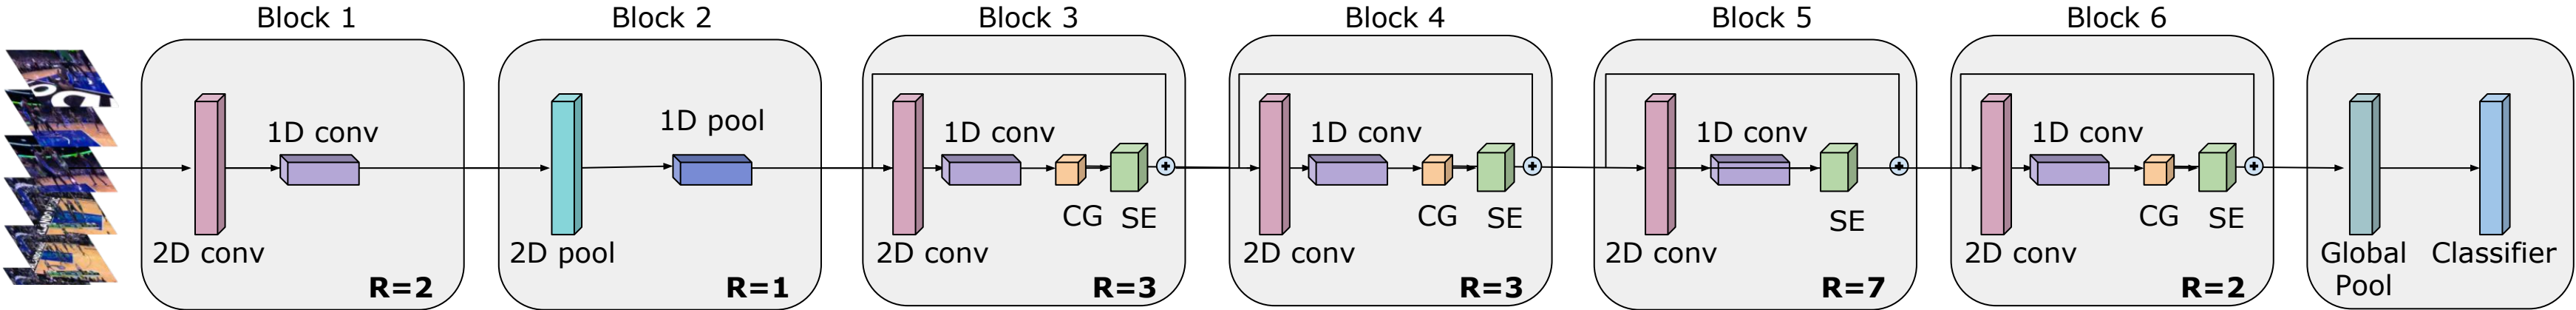 Block 1
Block 2
Block 3
Block 4
Block 5
Block 6
1D conv
2D conv
R=2
1D pool
2D pool
R=1
1D conv
CG
SE
2D conv
R=3
1D conv
CG
SE
2D conv
R=3
1D conv
SE
2D conv
R=7
1D conv
CG
SE
2D conv
R=2
Global
Pool
Classifier